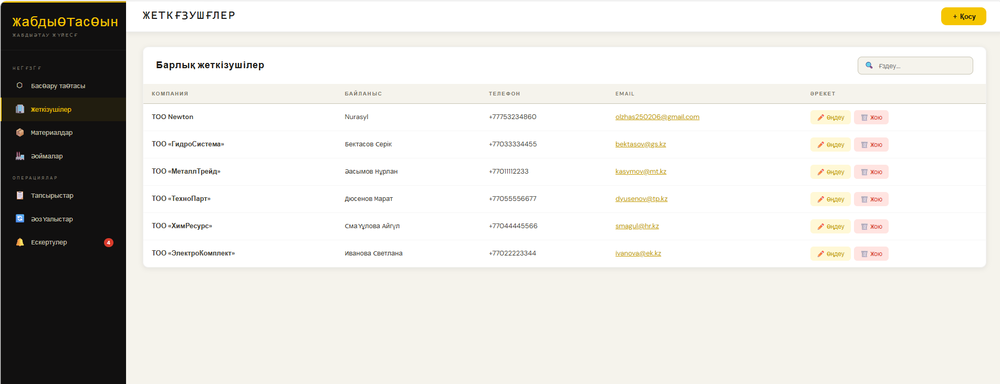 ЖабдыӨТасӨын
ЖАБДЫӘТАУ ЖҮЙЕСҒ
НЕГҒЗГҒ
БасӨару таӨтасы
Жеткізушілер
Материалдар
Әоймалар
ОПЕРАЦИЯЛАР
Тапсырыстар
ӘозҮалыстар
Ескертулер 4
ЖЕТКҒЗУШҒЛЕР
+ Қосу
Барлық жеткізушілер
Ғздеу...
КОМПАНИЯ БАЙЛАНЫС ТЕЛЕФОН EMAIL ӘРЕКЕТ
ТОО Newton Nurasyl +77753234860 olzhas250206@gmail.com Өңдеу Жою
ТОО «ГидроСистема» Бектасов Серік +77033334455 bektasov@gs.kz Өңдеу Жою
ТОО «МеталлТрейд» Әасымов Нұрлан +77011112233 kasymov@mt.kz Өңдеу Жою
ТОО «ТехноПарт» Дюсенов Марат +77055556677 dyusenov@tp.kz Өңдеу Жою
ТОО «ХимРесурс» СмаҮұлова Айгүл +77044445566 smagul@hr.kz Өңдеу Жою
ТОО «ЭлектроКомплект» Иванова Светлана +77022223344 ivanova@ek.kz Өңдеу Жою